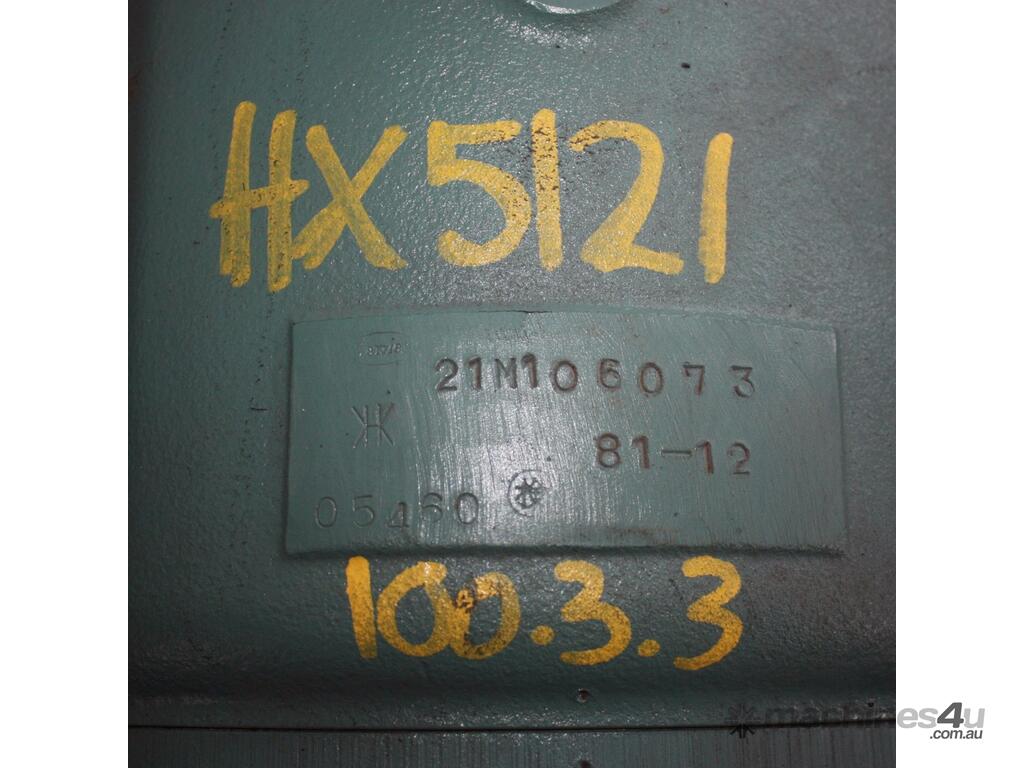 HX5121
21M106073
81-12
05460
100.3.3
machines4u
.com.au